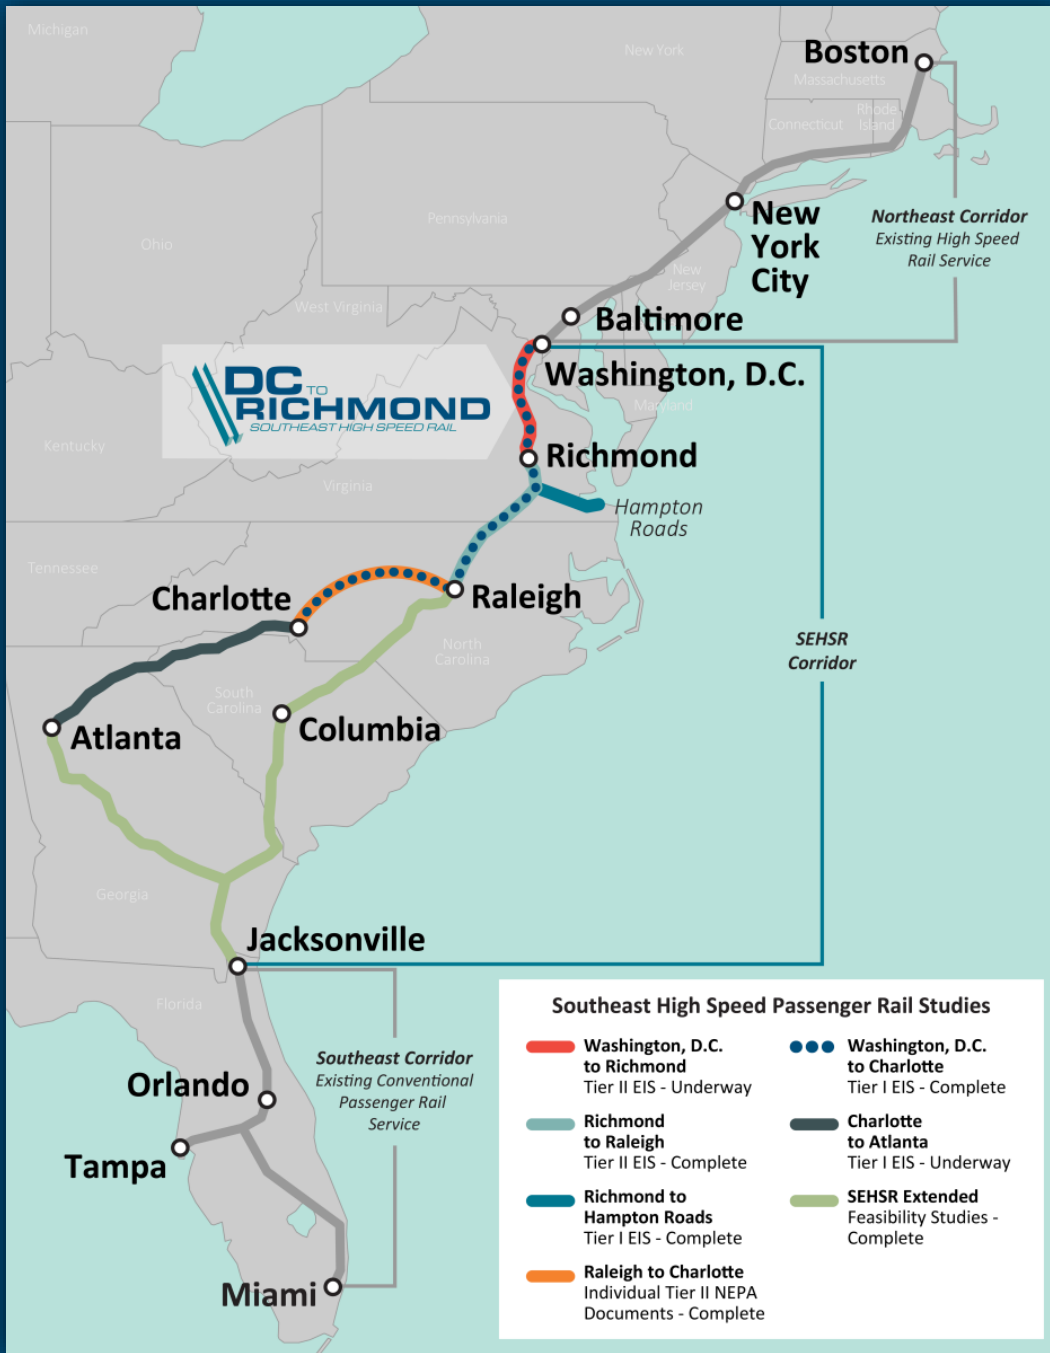 Michigan
New York
Boston
Massachusetts
Connecticut
Rhode
Island
New
York
City
Northeast Corridor
Existing High Speed
Rail Service
Pennsylvania
Ohio
New
Jersey
West Virginia
Baltimore
Washington, D.C.
Maryland
DC TO
RICHMOND
SOUTHEAST HIGH SPEED RAIL
Kentucky
Richmond
Virginia
Hampton
Roads
Tennessee
Charlotte
Raleigh
North
Carolina
SEHSR
Corridor
South
Carolina
Atlanta
Columbia
Georgia
Jacksonville
Florida
Southeast Corridor
Existing Conventional
Passenger Rail
Service
Orlando
Tampa
Miami
Southeast High Speed Passenger Rail Studies
Washington, D.C.
to Richmond
Tier II EIS - Underway
Richmond
to Raleigh
Tier II EIS - Complete
Richmond to
Hampton Roads
Tier I EIS - Complete
Raleigh to Charlotte
Individual Tier II NEPA
Documents - Complete
Washington, D.C.
to Charlotte
Tier I EIS - Complete
Charlotte
to Atlanta
Tier I EIS - Underway
SEHSR Extended
Feasibility Studies -
Complete